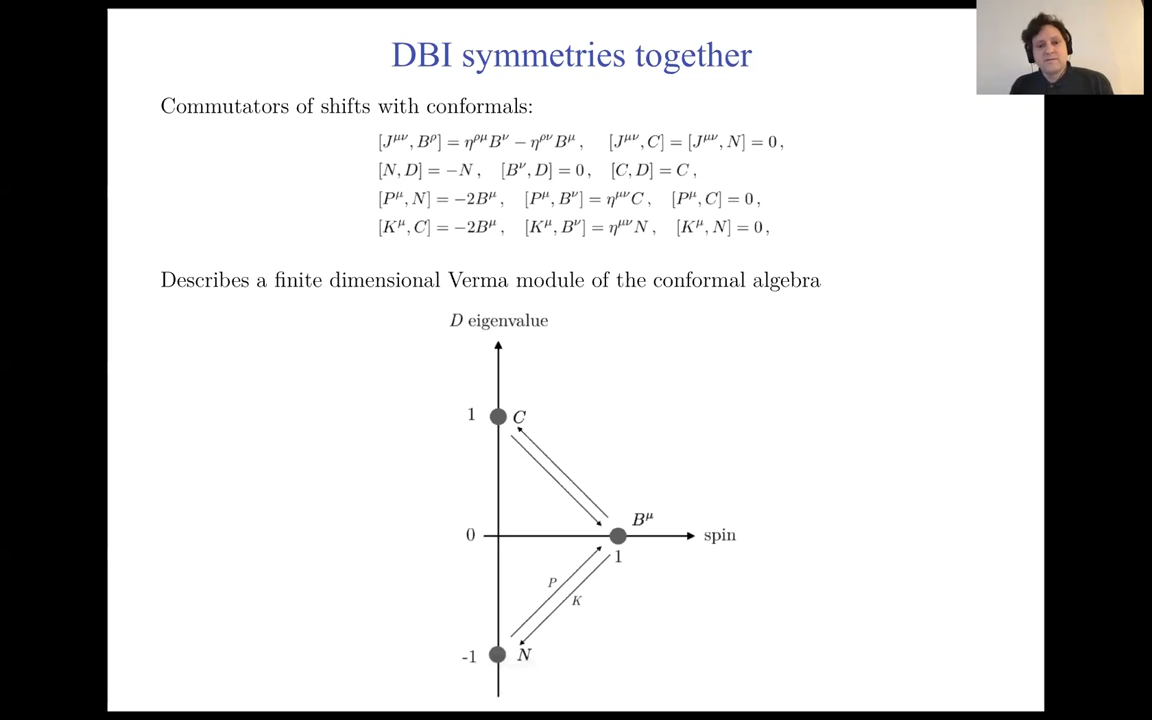 DBI symmetries together
Commutators of shifts with conformals:
[J^{μν}, B^ρ] = η^{ρμ}B^ν − η^{ρν}B^μ ,   [J^{μν}, C] = [J^{μν}, N] = 0 ,
[N, D] = −N ,   [B^ν, D] = 0 ,   [C, D] = C ,
[P^μ, N] = −2B^μ ,   [P^μ, B^ν] = η^{μν}C ,   [P^μ, C] = 0 ,
[K^μ, C] = −2B^μ ,   [K^μ, B^ν] = η^{μν}N ,   [K^μ, N] = 0 ,
Describes a finite dimensional Verma module of the conformal algebra
D eigenvalue
1 C
B^μ
0 spin
1
P
K
-1 N